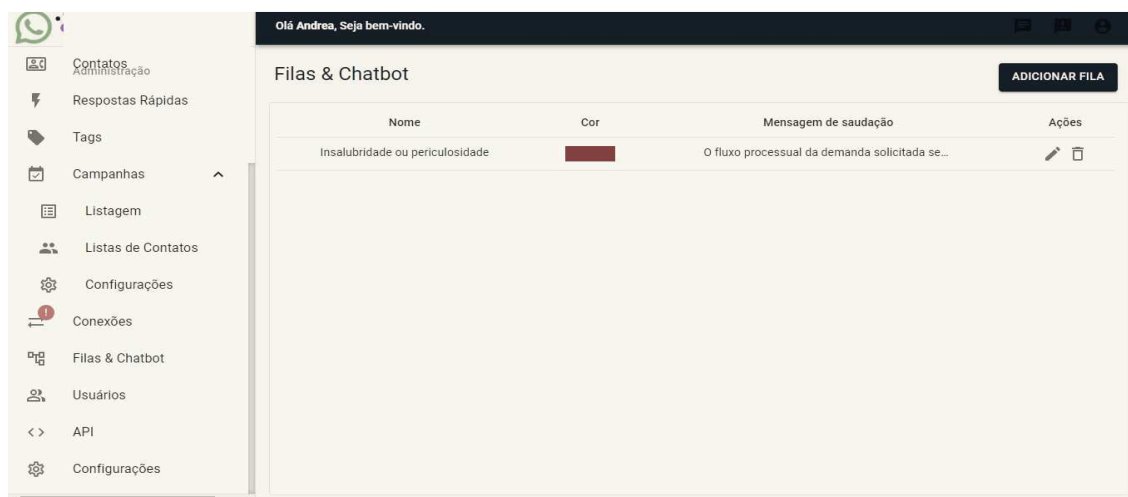 Olá Andrea, Seja bem-vindo.
Contatos
Administração
Respostas Rápidas
Tags
Campanhas
Listagem
Listas de Contatos
Configurações
Conexões
Filas & Chatbot
Usuários
API
Configurações
Filas & Chatbot
ADICIONAR FILA
Nome Cor Mensagem de saudação Ações
Insalubridade ou periculosidade O fluxo processual da demanda solicitada se...